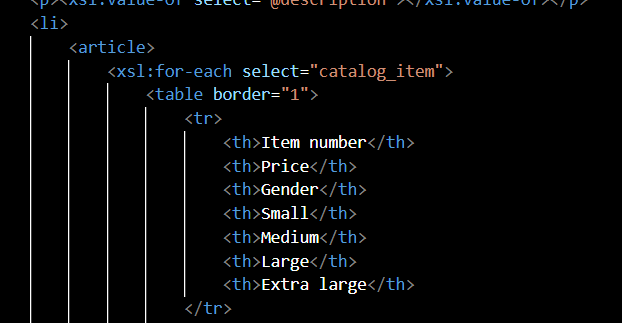 <p><xsl:value-of select="@description"></xsl:value-of></p>
<li>
<article>
<xsl:for-each select="catalog_item">
<table border="1">
<tr>
<th>Item number</th>
<th>Price</th>
<th>Gender</th>
<th>Small</th>
<th>Medium</th>
<th>Large</th>
<th>Extra large</th>
</tr>